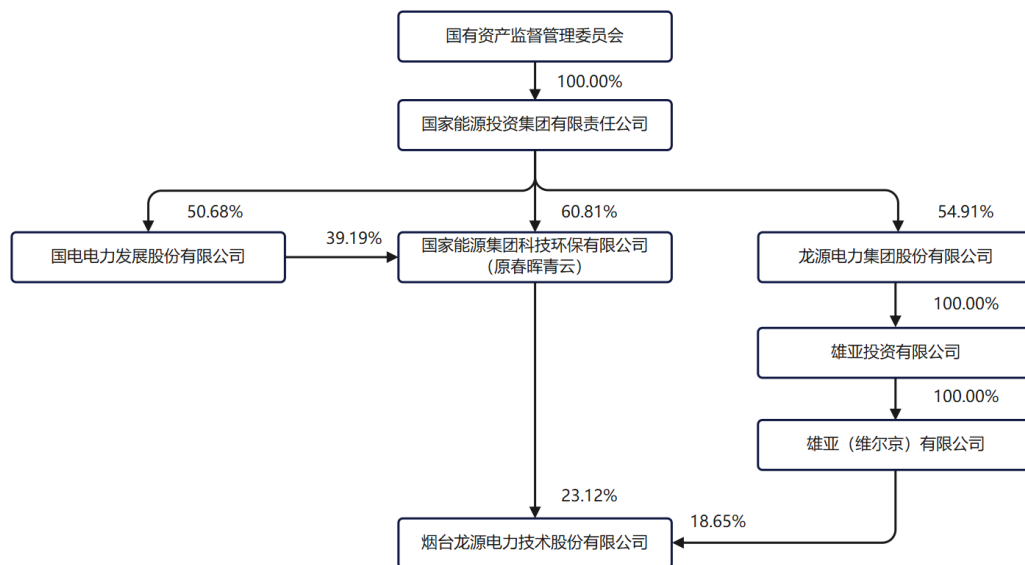 国有资产监督管理委员会
100.00%
国家能源投资集团有限责任公司
50.68%
60.81%
54.91%
国电电力发展股份有限公司
39.19%
国家能源集团科技环保有限公司
（原春晖青云）
龙源电力集团股份有限公司
100.00%
雄亚投资有限公司
100.00%
雄亚（维尔京）有限公司
23.12%
18.65%
烟台龙源电力技术股份有限公司